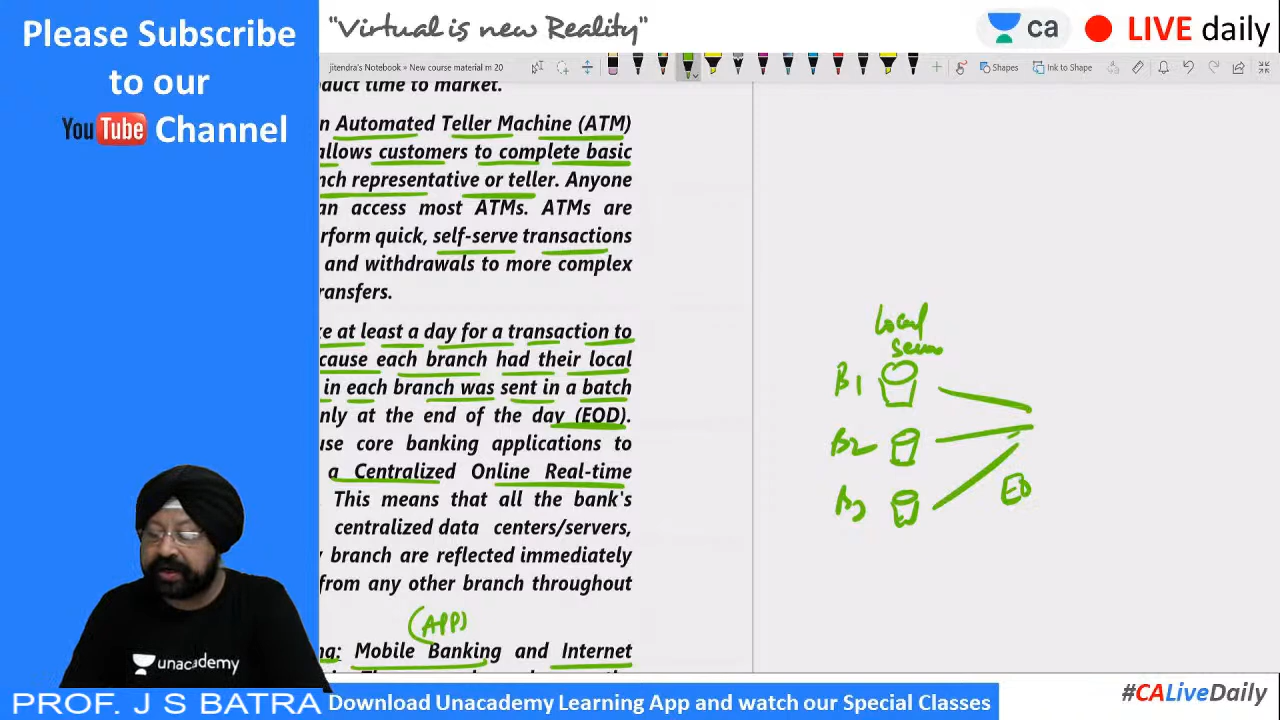 Please Subscribe
to our
YouTube Channel
"Virtual is new Reality"
ca LIVE daily
jitendra's Notebook » New course material m 20
Shapes
Ink to Shape
duct time to market.
n Automated Teller Machine (ATM)
allows customers to complete basic
nch representative or teller. Anyone
an access most ATMs. ATMs are
rform quick, self-serve transactions
and withdrawals to more complex
ransfers.
ke at least a day for a transaction to
cause each branch had their local
in each branch was sent in a batch
nly at the end of the day (EOD).
use core banking applications to
a Centralized Online Real-time
This means that all the bank's
centralized data centers/servers,
y branch are reflected immediately
from any other branch throughout
(APP)
ng: Mobile Banking and Internet
Local
B1
B2
B3
unacademy
PROF. J S BATRA
Download Unacademy Learning App and watch our Special Classes
#CALiveDaily